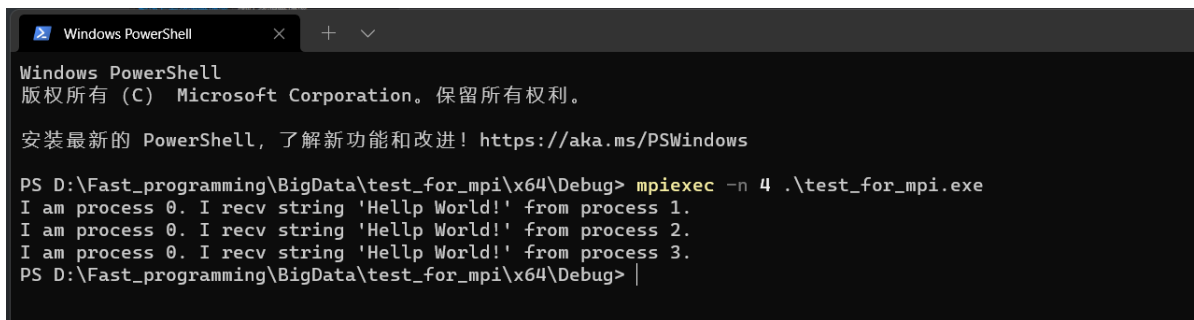 Windows PowerShell
Windows PowerShell
版权所有 (C) Microsoft Corporation。保留所有权利。
安装最新的 PowerShell，了解新功能和改进！https://aka.ms/PSWindows
PS D:\Fast_programming\BigData\test_for_mpi\x64\Debug> mpiexec -n 4 .\test_for_mpi.exe
I am process 0. I recv string 'Hellp World!' from process 1.
I am process 0. I recv string 'Hellp World!' from process 2.
I am process 0. I recv string 'Hellp World!' from process 3.
PS D:\Fast_programming\BigData\test_for_mpi\x64\Debug>